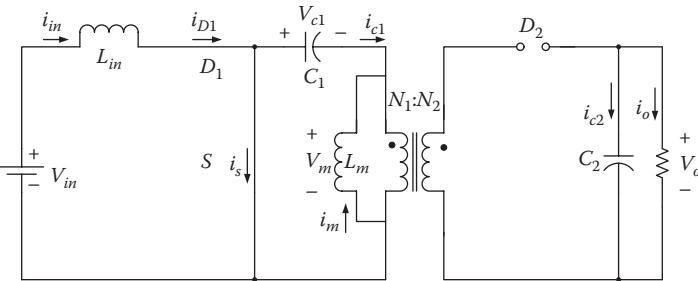 i_in
i_D1
+ V_c1 −
i_c1
D_2
L_in
D_1
C_1
N_1:N_2
i_c2
i_o
+
V_in
−
S
i_s
+
V_m
−
L_m
C_2
+
V_o
−
i_m